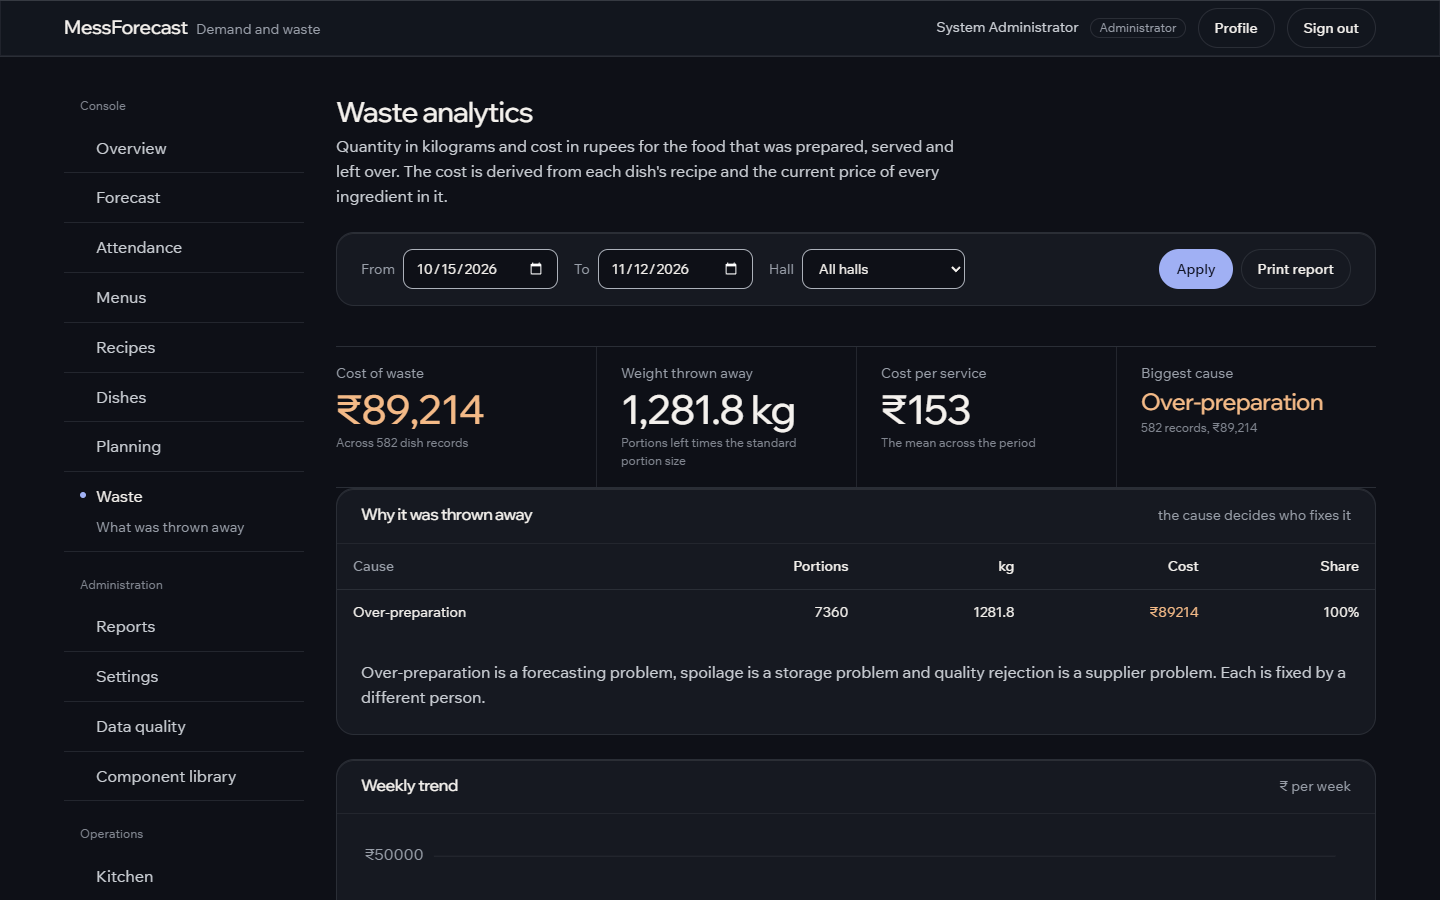 MessForecast Demand and waste
System Administrator Administrator Profile Sign out
Console
Overview
Forecast
Attendance
Menus
Recipes
Dishes
Planning
Waste
What was thrown away
Administration
Reports
Settings
Data quality
Component library
Operations
Kitchen
Waste analytics
Quantity in kilograms and cost in rupees for the food that was prepared, served and
left over. The cost is derived from each dish's recipe and the current price of every
ingredient in it.
From 10/15/2026 To 11/12/2026 Hall All halls Apply Print report
Cost of waste
₹89,214
Across 582 dish records
Weight thrown away
1,281.8 kg
Portions left times the standard
portion size
Cost per service
₹153
The mean across the period
Biggest cause
Over-preparation
582 records, ₹89,214
Why it was thrown away the cause decides who fixes it
Cause Portions kg Cost Share
Over-preparation 7360 1281.8 ₹89214 100%
Over-preparation is a forecasting problem, spoilage is a storage problem and quality rejection is a supplier problem. Each is fixed by a
different person.
Weekly trend ₹ per week
₹50000